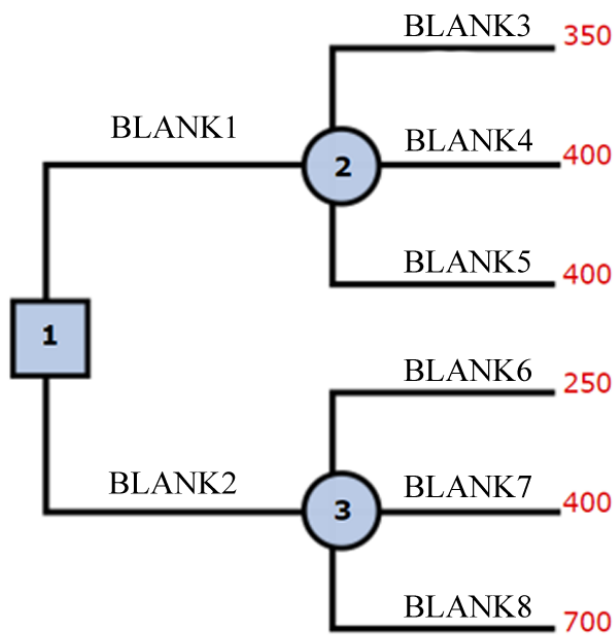 BLANK3 350
BLANK1
2
BLANK4 400
BLANK5 400
1
BLANK6 250
BLANK2
3
BLANK7 400
BLANK8 700